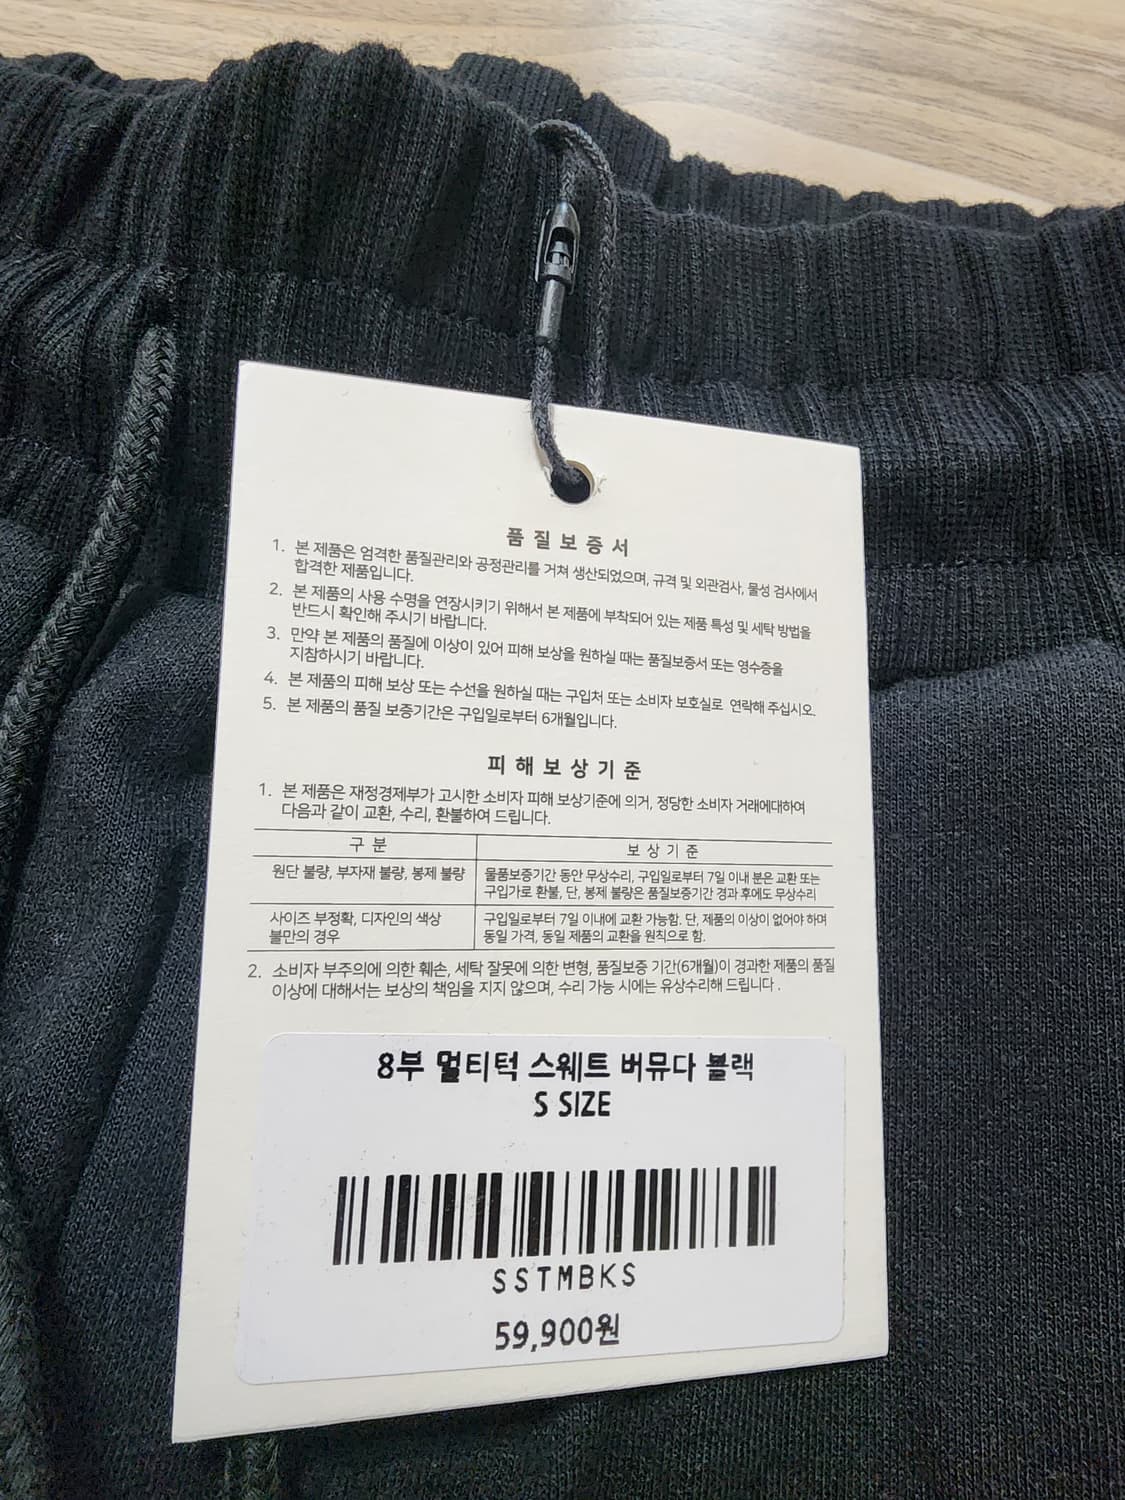 품질보증서
1. 본 제품은 엄격한 품질관리와 공정관리를 거쳐 생산되었으며, 규격 및 외관검사, 물성 검사에서
합격한 제품입니다.
2. 본 제품의 사용 수명을 연장시키기 위해서 본 제품에 부착되어 있는 제품 특성 및 세탁 방법을
반드시 확인해 주시기 바랍니다.
3. 만약 본 제품의 품질에 이상이 있어 피해 보상을 원하실 때는 품질보증서 또는 영수증을
지참하시기 바랍니다.
4. 본 제품의 피해 보상 또는 수선을 원하실 때는 구입처 또는 소비자 보호실로 연락해 주십시오.
5. 본 제품의 품질 보증기간은 구입일로부터 6개월입니다.
피해보상기준
1. 본 제품은 재정경제부가 고시한 소비자 피해 보상기준에 의거, 정당한 소비자 거래에대하여
다음과 같이 교환, 수리, 환불하여 드립니다.
구분 보상기준
원단 불량, 부자재 불량, 봉제 불량
물품보증기간 동안 무상수리, 구입일로부터 7일 이내 분은 교환 또는
구입가로 환불, 단, 봉제 불량은 품질보증기간 경과 후에도 무상수리
사이즈 부정확, 디자인의 색상
불만의 경우
구입일로부터 7일 이내에 교환 가능함. 단, 제품의 이상이 없어야 하며
동일 가격, 동일 제품의 교환을 원칙으로 함.
2. 소비자 부주의에 의한 훼손, 세탁 잘못에 의한 변형, 품질보증 기간(6개월)이 경과한 제품의 품질
이상에 대해서는 보상의 책임을 지지 않으며, 수리 가능 시에는 유상수리해 드립니다 .
8부 멀티턱 스웨트 버뮤다 블랙
S SIZE
SSTMBKS
59,900원